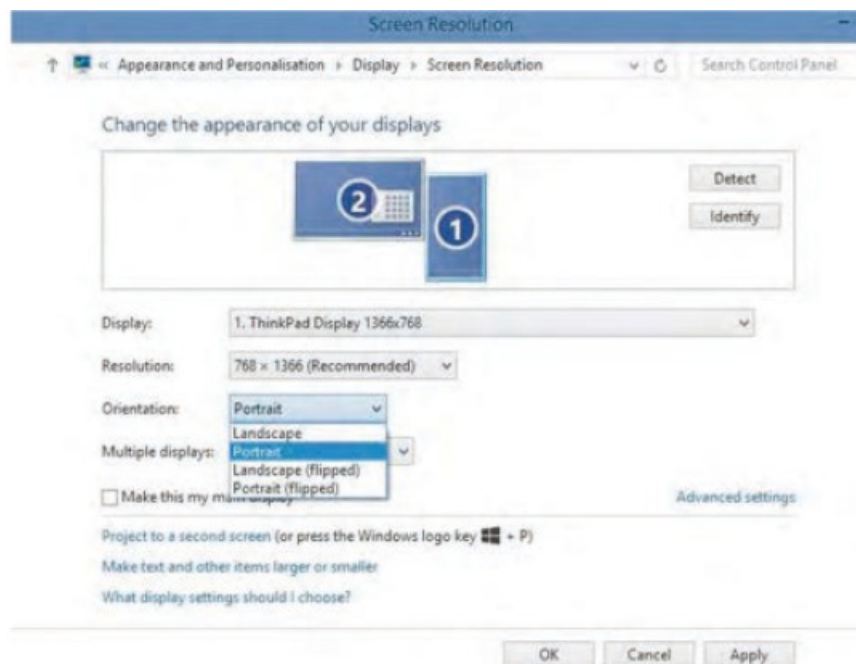 Screen Resolution
« Appearance and Personalisation Display Screen Resolution Search Control Panel
Change the appearance of your displays
2
1
Detect
Identify
Display: 1. ThinkPad Display 1366x768
Resolution: 768 × 1366 (Recommended)
Orientation: Portrait
Landscape
Multiple displays: Portrait
Landscape (flipped)
Portrait (flipped)
Make this my main display
Advanced settings
Project to a second screen (or press the Windows logo key + P)
Make text and other items larger or smaller
What display settings should I choose?
OK Cancel Apply